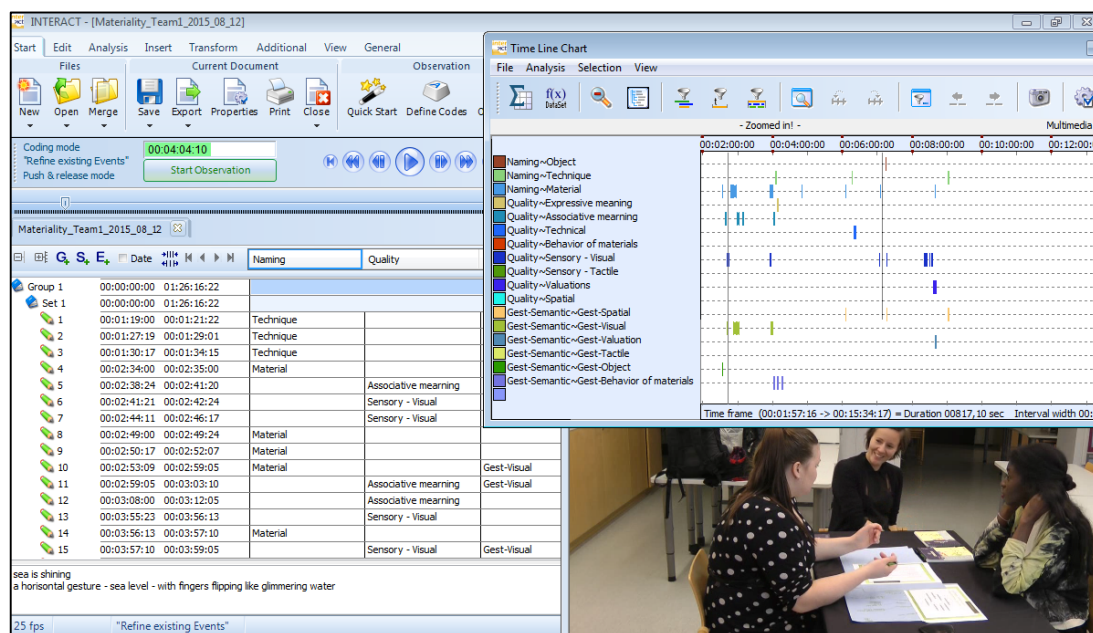 INTERACT - [Materiality_Team1_2015_08_12]
Start Edit Analysis Insert Transform Additional View General
Files Current Document Observation
New Open Merge Save Export Properties Print Close Quick Start Define Codes
Coding mode
"Refine existing Events"
Push & release mode
00:04:04:10
Start Observation
Materiality_Team1_2015_08_12
G+ S+ E+ Date Naming Quality
Group 1 00:00:00:00 01:26:16:22
Set 1 00:00:00:00 01:26:16:22
1 00:01:19:00 00:01:21:22 Technique
2 00:01:27:19 00:01:29:01 Technique
3 00:01:30:17 00:01:34:15 Technique
4 00:02:34:00 00:02:35:00 Material
5 00:02:38:24 00:02:41:20 Associative mearning
6 00:02:41:21 00:02:42:24 Sensory - Visual
7 00:02:44:11 00:02:46:17 Sensory - Visual
8 00:02:49:00 00:02:49:24 Material
9 00:02:50:17 00:02:52:07 Material
10 00:02:53:09 00:02:59:05 Material Gest-Visual
11 00:02:59:05 00:03:03:10 Associative mearning Gest-Visual
12 00:03:08:00 00:03:12:05 Associative mearning
13 00:03:55:23 00:03:56:13 Sensory - Visual
14 00:03:56:13 00:03:57:10 Material
15 00:03:57:10 00:03:59:05 Sensory - Visual Gest-Visual
sea is shining
a horisontal gesture - sea level - with fingers flipping like glimmering water
25 fps "Refine existing Events"
Time Line Chart
File Analysis Selection View
f(x)
DataSet
- Zoomed in! - Multimedia
00:02:00:00 00:04:00:00 00:06:00:00 00:08:00:00 00:10:00:00 00:12:00:0
Naming~Object
Naming~Technique
Naming~Material
Quality~Expressive meaning
Quality~Associative mearning
Quality~Technical
Quality~Behavior of materials
Quality~Sensory - Visual
Quality~Sensory - Tactile
Quality~Valuations
Quality~Spatial
Gest-Semantic~Gest-Spatial
Gest-Semantic~Gest-Visual
Gest-Semantic~Gest-Valuation
Gest-Semantic~Gest-Tactile
Gest-Semantic~Gest-Object
Gest-Semantic~Gest-Behavior of materials
Time frame (00:01:57:16 -> 00:15:34:17) = Duration 00817,10 sec Interval width 00: